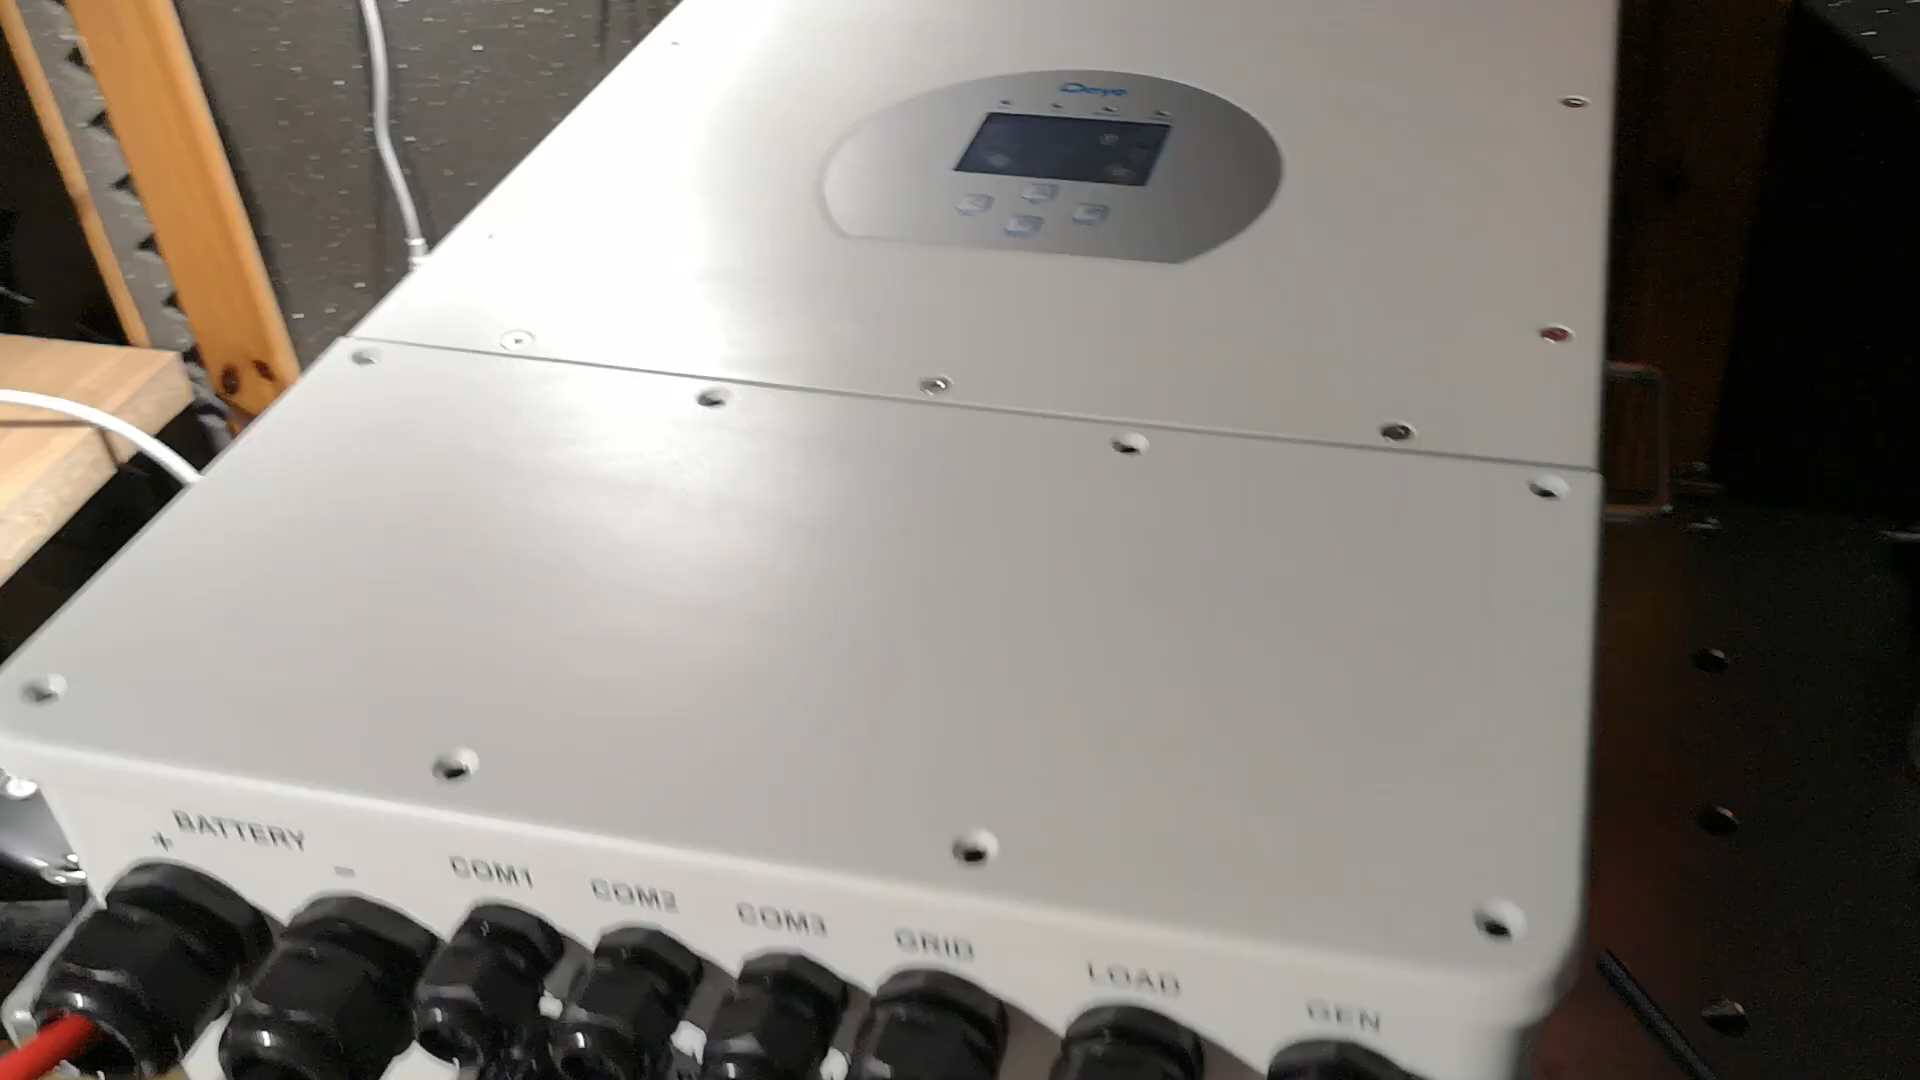 Deye
BATTERY
+ -
COM1
COM2
COM3
GRID
LOAD
GEN